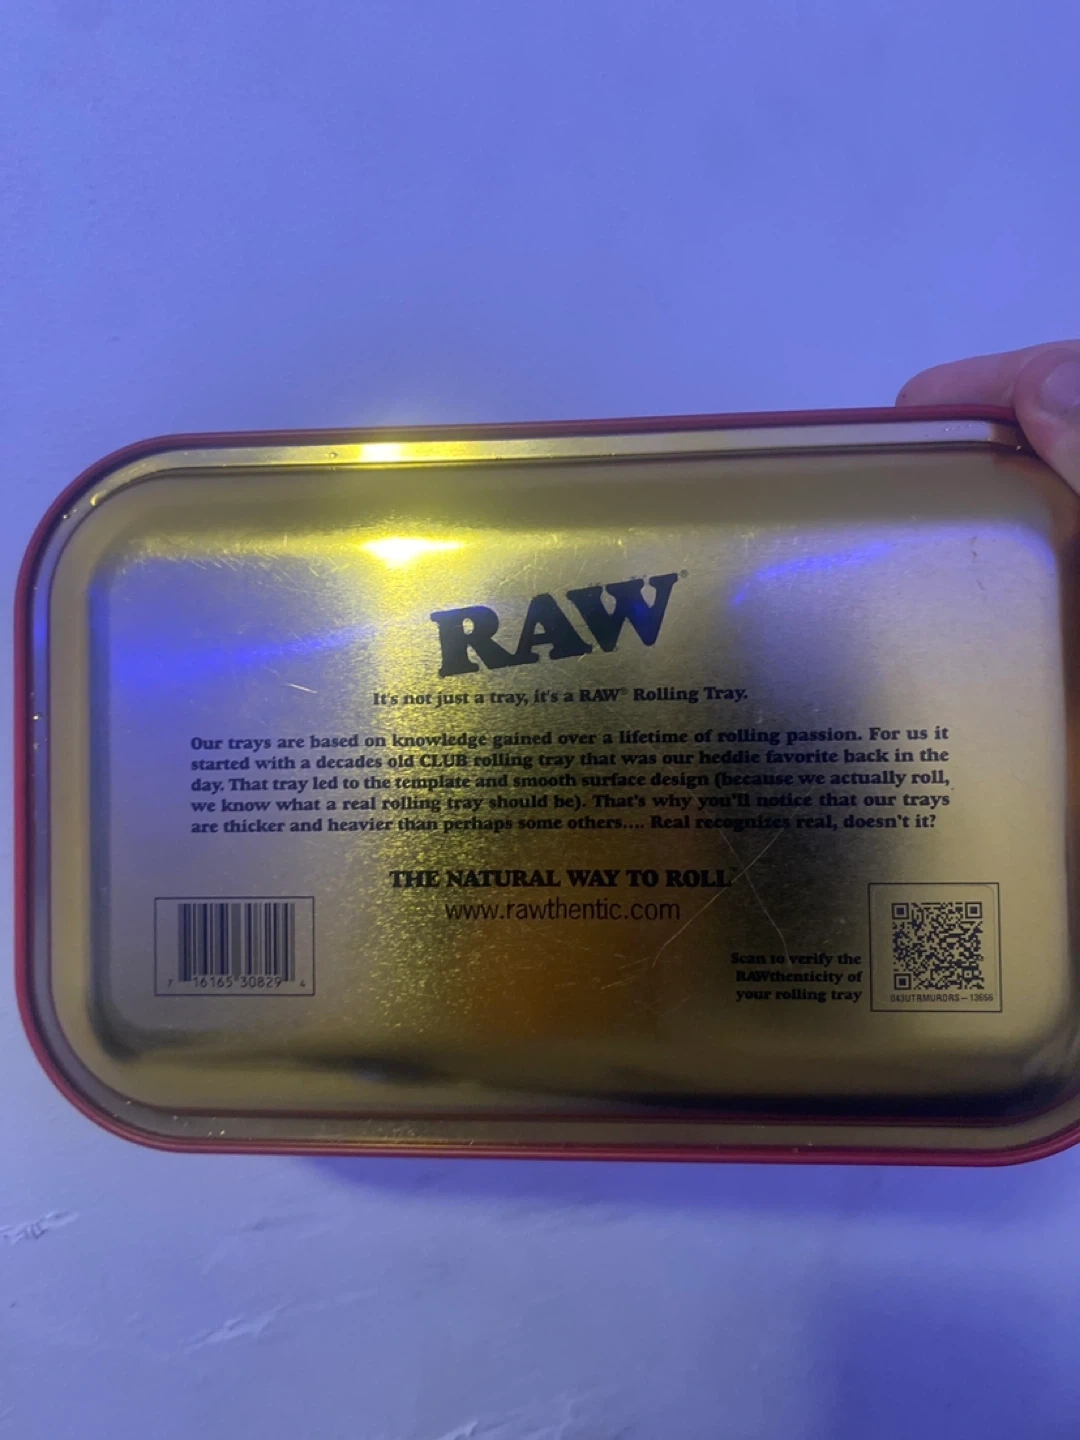 RAW®
It's not just a tray, it's a RAW® Rolling Tray.
Our trays are based on knowledge gained over a lifetime of rolling passion. For us it
started with a decades old CLUB rolling tray that was our heddie favorite back in the
day. That tray led to the template and smooth surface design (because we actually roll,
we know what a real rolling tray should be). That's why you'll notice that our trays
are thicker and heavier than perhaps some others.... Real recognizes real, doesn't it?
THE NATURAL WAY TO ROLL
www.rawthentic.com
7 16165 30829 4
Scan to verify the
RAWthenticity of
your rolling tray
043UTRMURDRS-13656